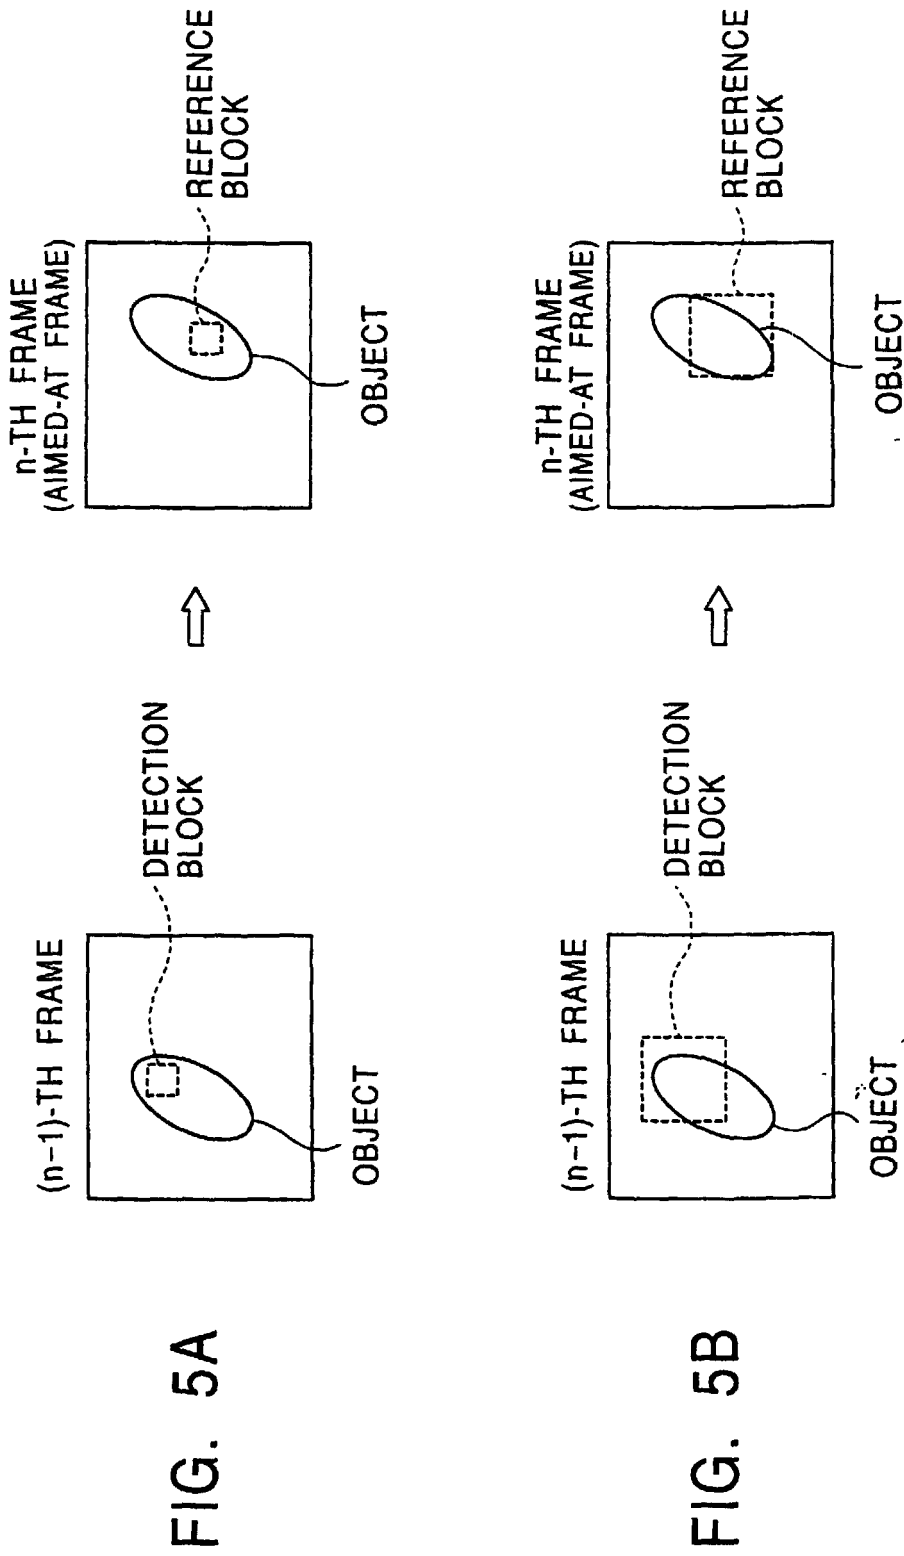 FIG. 5A
(n-1)-TH FRAME
DETECTION
BLOCK
OBJECT
n-TH FRAME
(AIMED-AT FRAME)
REFERENCE
BLOCK
OBJECT
FIG. 5B
(n-1)-TH FRAME
DETECTION
BLOCK
OBJECT
n-TH FRAME
(AIMED-AT FRAME)
REFERENCE
BLOCK
OBJECT